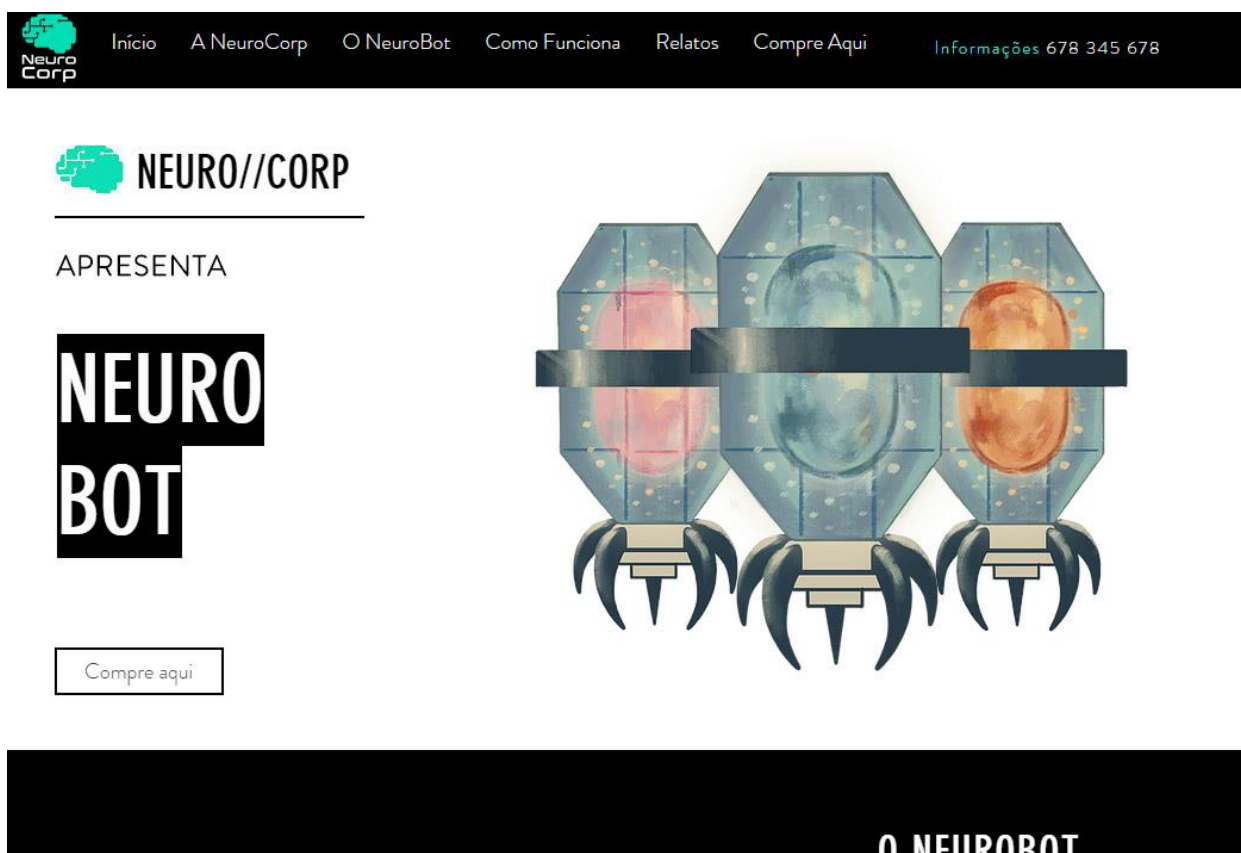 Neuro
Corp
Início A NeuroCorp O NeuroBot Como Funciona Relatos Compre Aqui Informações 678 345 678
NEURO//CORP
APRESENTA
NEURO
BOT
Compre aqui
O NEUROBOT